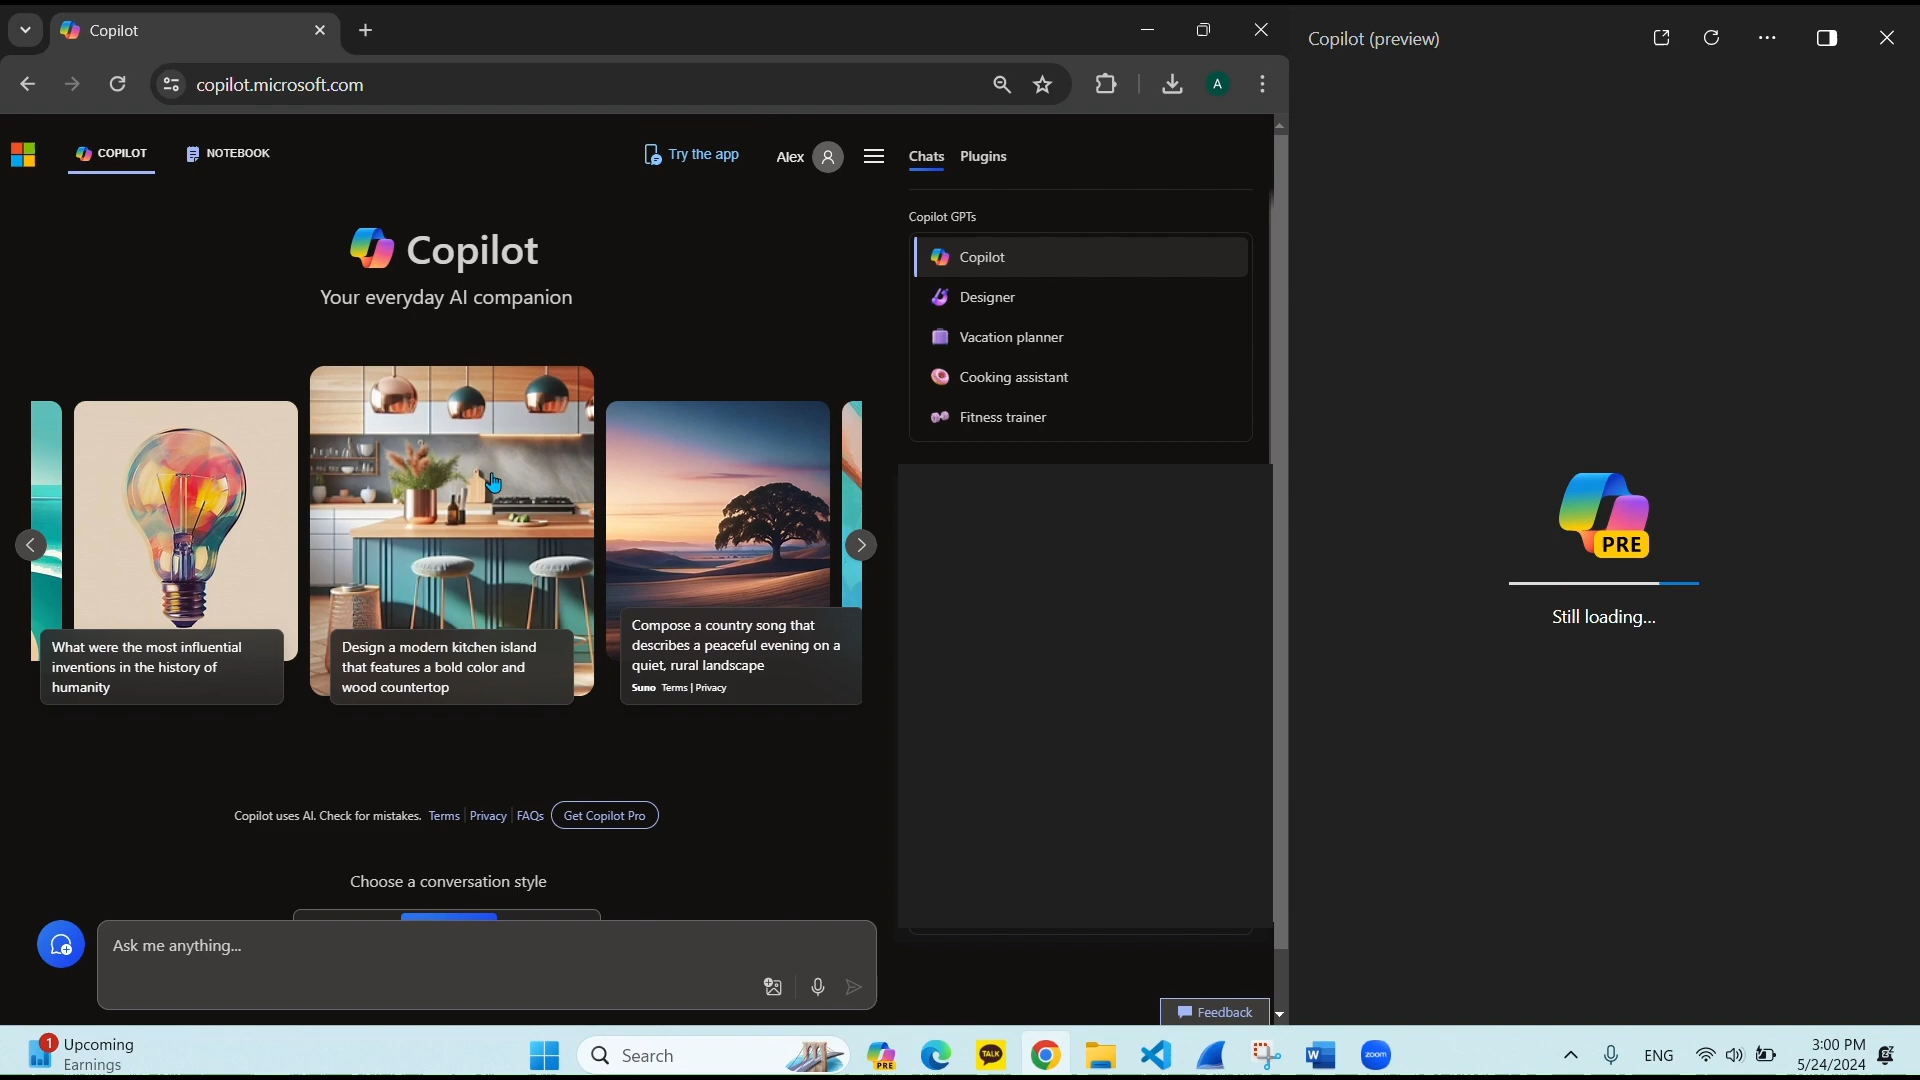 Copilot
copilot.microsoft.com
A
COPILOT
NOTEBOOK
Try the app
Alex
Chats
Plugins
Copilot
Your everyday AI companion
Copilot GPTs
Copilot
Designer
Vacation planner
Cooking assistant
Fitness trainer
What were the most influential
inventions in the history of
humanity
Design a modern kitchen island
that features a bold color and
wood countertop
Compose a country song that
describes a peaceful evening on a
quiet, rural landscape
Suno Terms | Privacy
Copilot uses AI. Check for mistakes. Terms | Privacy | FAQs
Get Copilot Pro
Choose a conversation style
Ask me anything...
Feedback
Copilot (preview)
PRE
Still loading...
1
Upcoming
Earnings
Search
PRE
TALK
W
zoom
ENG
3:00 PM
5/24/2024